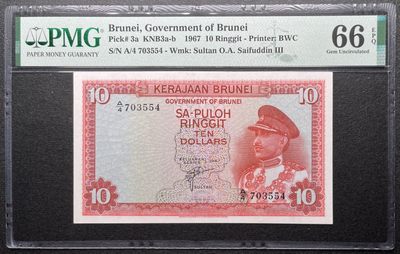 PMG
PAPER MONEY GUARANTY
Brunei, Government of Brunei
Pick# 3a KNB3a-b 1967 10 Ringgit - Printer: BWC
S/N A/4 703554 - Wmk: Sultan O.A. Saifuddin III
66 EPQ
Gem Uncirculated
KERAJAAN BRUNEI
GOVERNMENT OF BRUNEI
10
10
A/4 703554
SA-PULOH
RINGGIT
TEN
DOLLARS
SULTAN
10
10
A/4 703554